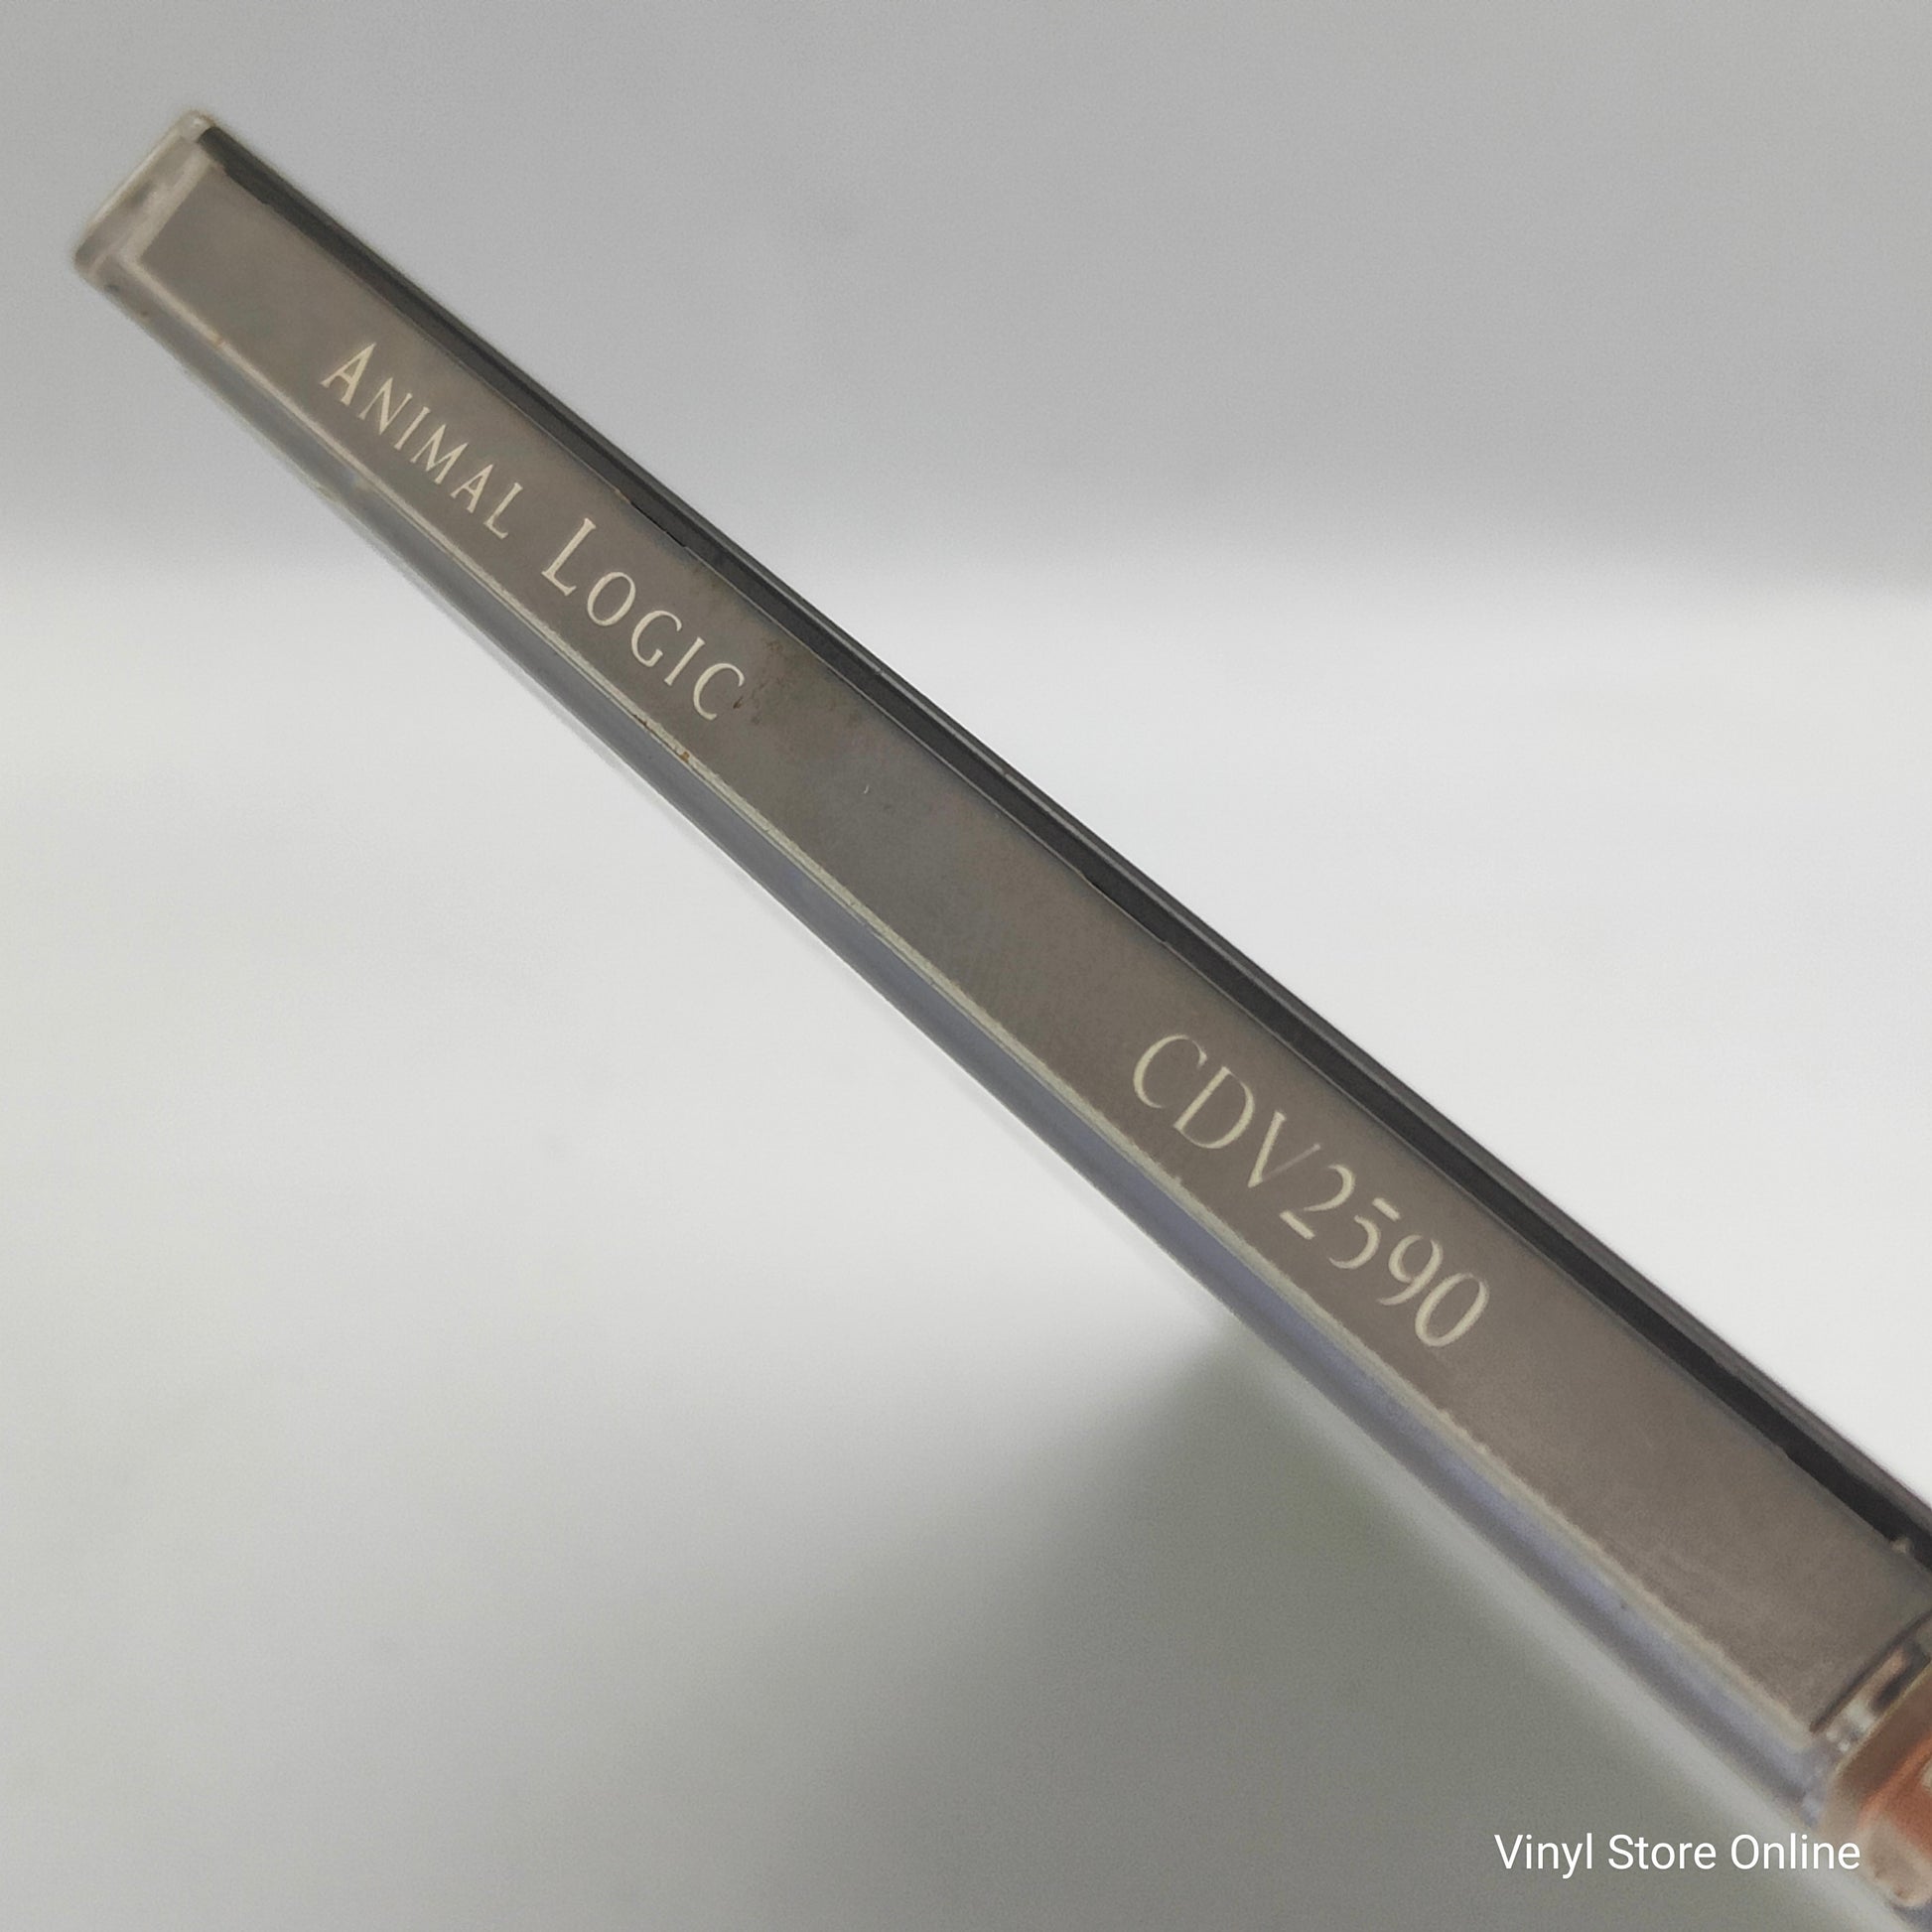 ANIMAL LOGIC
CDV2590
Vinyl Store Online